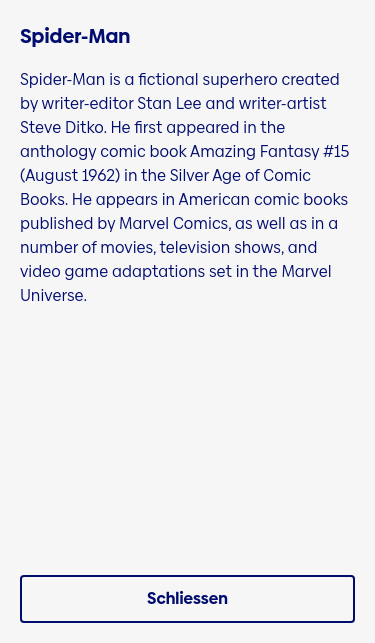 Spider-Man
Spider-Man is a fictional superhero created
by writer-editor Stan Lee and writer-artist
Steve Ditko. He first appeared in the
anthology comic book Amazing Fantasy #15
(August 1962) in the Silver Age of Comic
Books. He appears in American comic books
published by Marvel Comics, as well as in a
number of movies, television shows, and
video game adaptations set in the Marvel
Universe.
Schliessen